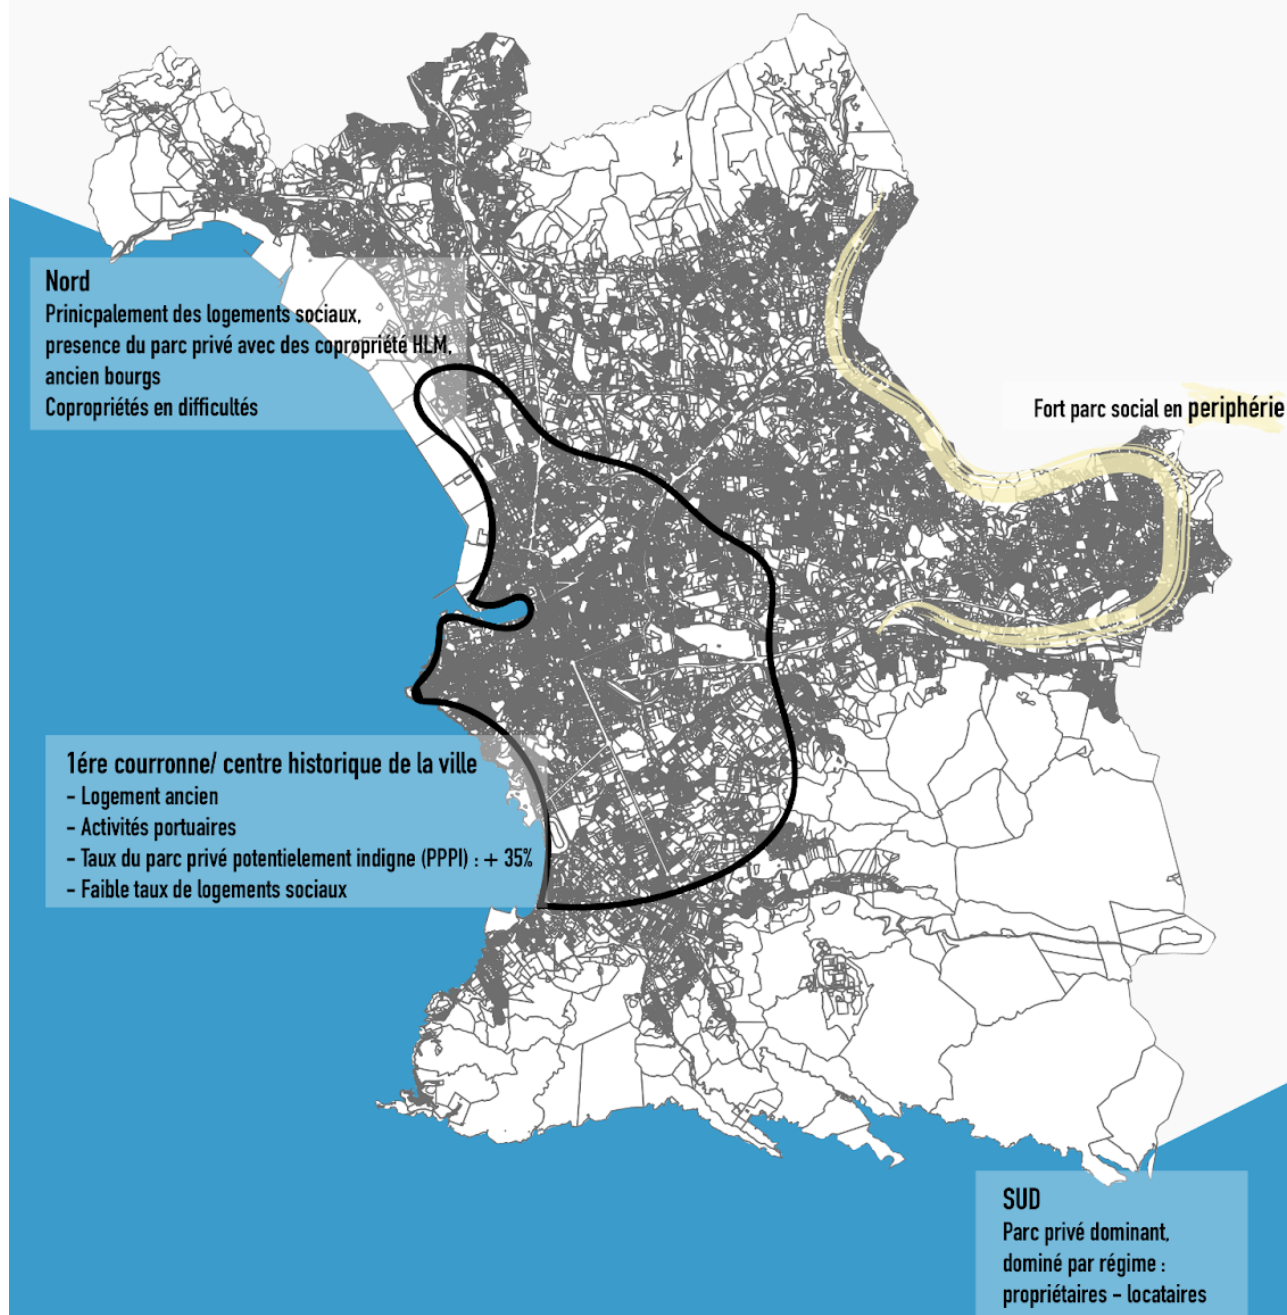 Nord
Prinicpalement des logements sociaux,
presence du parc privé avec des copropriété HLM,
ancien bourgs
Copropriétés en difficultés
Fort parc social en periphérie
1ére courronne/ centre historique de la ville
- Logement ancien
- Activités portuaires
- Taux du parc privé potentielement indigne (PPPI) : + 35%
- Faible taux de logements sociaux
SUD
Parc privé dominant,
dominé par régime :
propriétaires - locataires